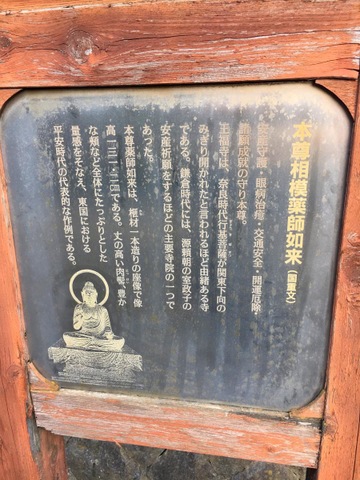 本尊相模薬師如来（国重文）
守護・眼病治癒・交通安全・開運厄除・
諸願成就の守り本尊。
王福寺は、奈良時代行基菩薩が関東下向の
みぎり開かれたと言われるほど由緒ある寺
である。鎌倉時代には、源頼朝の室政子の
安産祈願をするほどの主要寺院の一つで
あった。
本尊薬師如来は、榧材一本造りの座像で像
高一三一・二㎝である。丈の高い肉髻、豊か
な頬など全体にたっぷりとした
量感をそなえ、東国における
平安時代の代表的な作例である。